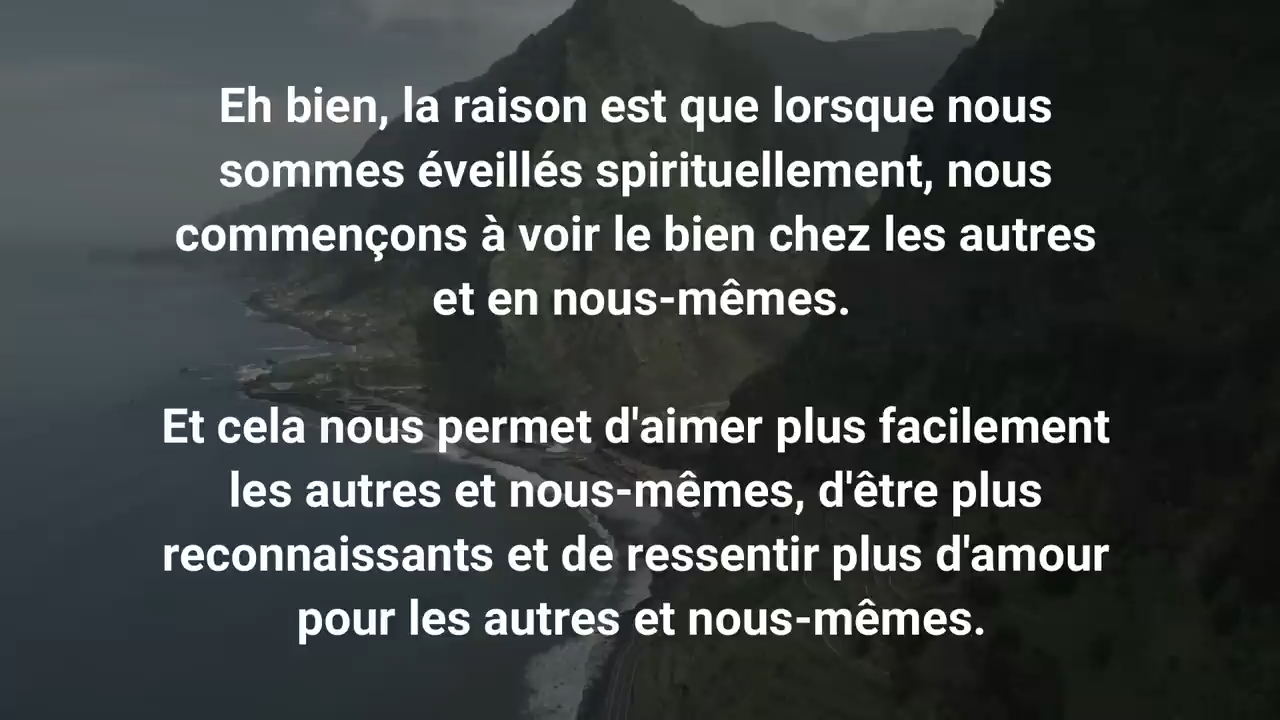 Eh bien, la raison est que lorsque nous
sommes éveillés spirituellement, nous
commençons à voir le bien chez les autres
et en nous-mêmes.
Et cela nous permet d'aimer plus facilement
les autres et nous-mêmes, d'être plus
reconnaissants et de ressentir plus d'amour
pour les autres et nous-mêmes.